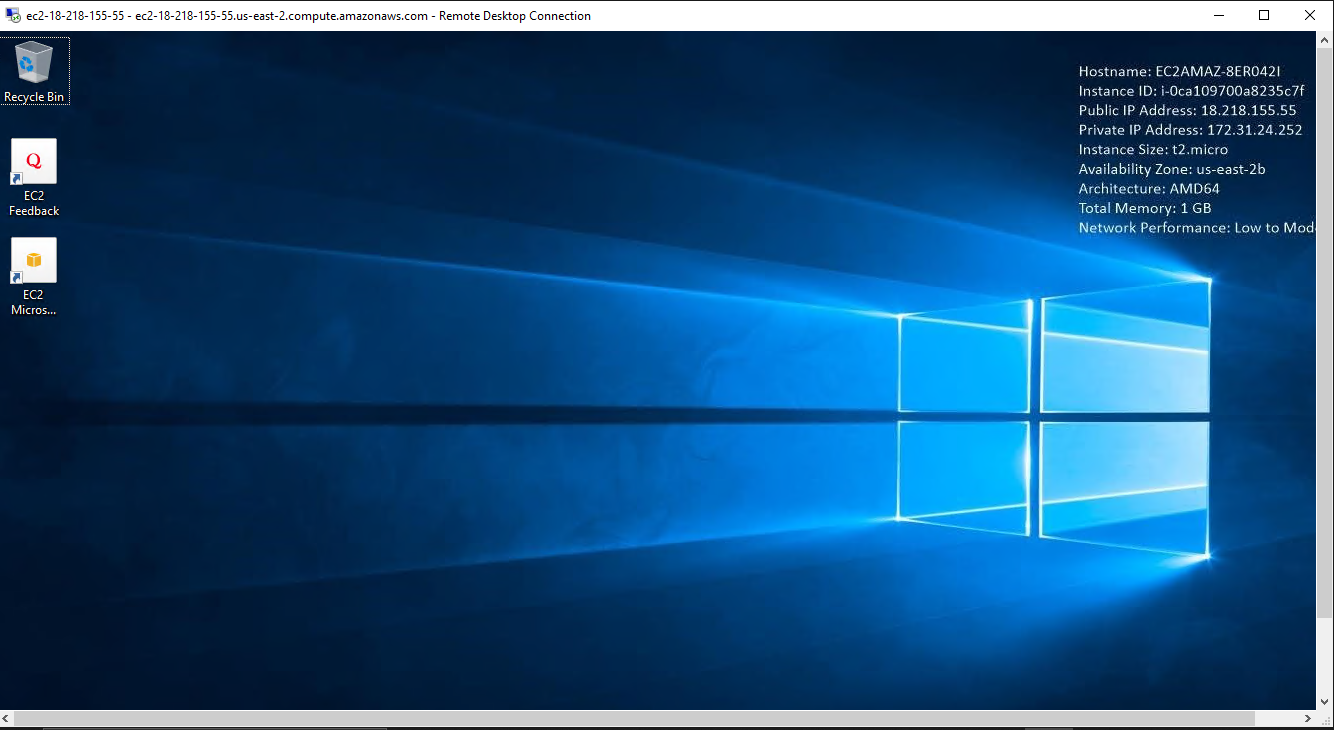 ec2-18-218-155-55 - ec2-18-218-155-55.us-east-2.compute.amazonaws.com - Remote Desktop Connection
Recycle Bin
Q
EC2
Feedback
EC2
Micros...
Hostname: EC2AMAZ-8ER042I
Instance ID: i-0ca109700a8235c7f
Public IP Address: 18.218.155.55
Private IP Address: 172.31.24.252
Instance Size: t2.micro
Availability Zone: us-east-2b
Architecture: AMD64
Total Memory: 1 GB
Network Performance: Low to Mod